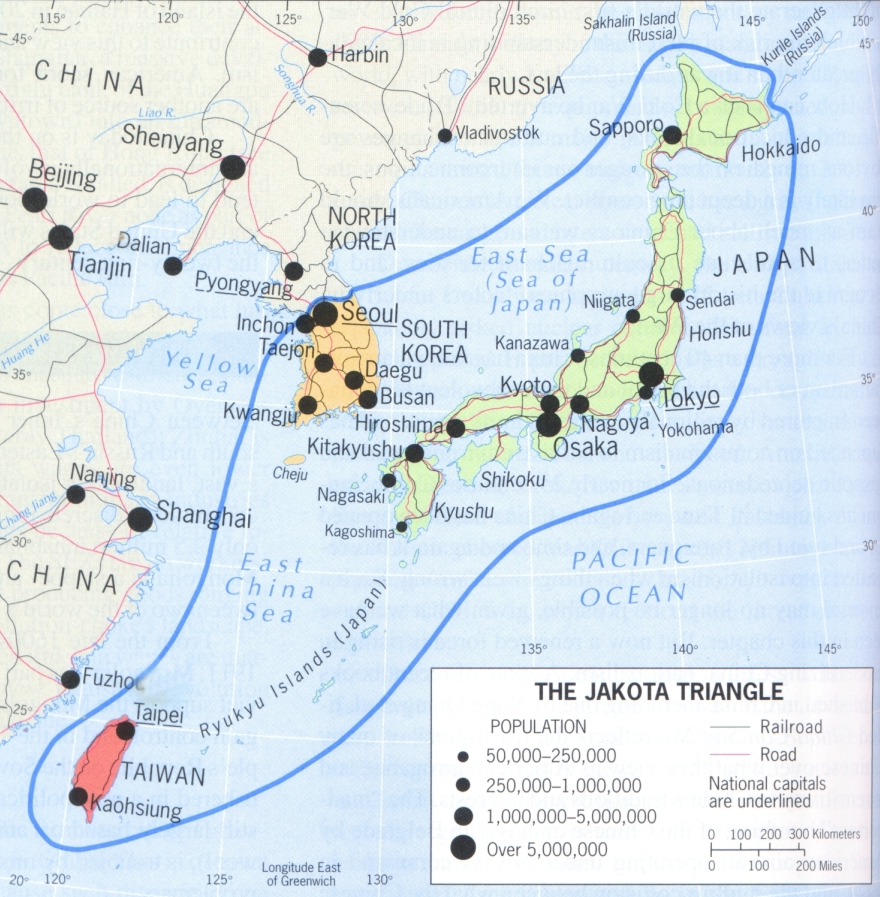 115°
120°
125°
130°
135°
Sakhalin Island
(Russia)
145°
Kurile Islands
(Russia)
150°
45°
45°
Harbin
CHINA
Songhua R.
RUSSIA
Liao R.
Vladivostok
Sapporo
Hokkaido
Shenyang
Beijing
NORTH
KOREA
40°
Dalian
Tianjin
Pyongyang
East Sea
(Sea of
Japan)
JAPAN
Niigata
Sendai
Inchon
Seoul
SOUTH
KOREA
Honshu
Taejon
Kanazawa
Huang He
Yellow
Sea
Daegu
35°
35°
Kyoto
Busan
Tokyo
Kwangju
Hiroshima
Nagoya
Yokohama
Osaka
Kitakyushu
Cheju
Nanjing
Shikoku
Nagasaki
Chang Jiang
Shanghai
Kyushu
Kagoshima
30°
30°
East
China
Sea
PACIFIC
OCEAN
CHINA
Ryukyu Islands (Japan)
135°
140°
145°
Fuzhou
25°
Taipei
TAIWAN
Kaohsiung
THE JAKOTA TRIANGLE
POPULATION
50,000–250,000
250,000–1,000,000
1,000,000–5,000,000
Over 5,000,000
Railroad
Road
National capitals
are underlined
100 200 300 Kilometers
0 100 200 Miles
Longitude East
of Greenwich
20°
120°
125°
130°